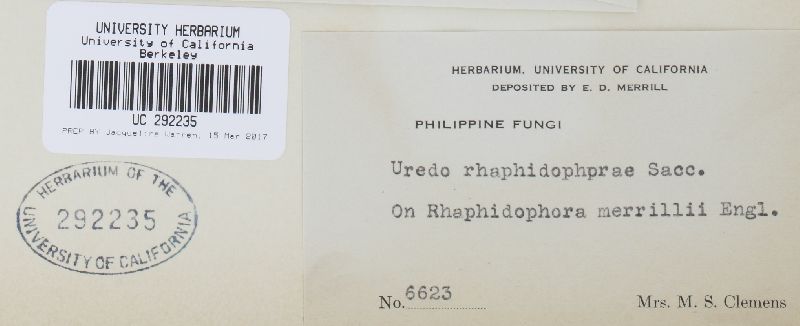 UNIVERSITY HERBARIUM
University of California
Berkeley
UC 292235
PREP BY Jacqueline Warren, 15 Mar 2017
HERBARIUM OF THE
292235
UNIVERSITY OF CALIFORNIA
HERBARIUM, UNIVERSITY OF CALIFORNIA
DEPOSITED BY E. D. MERRILL
PHILIPPINE FUNGI
Uredo rhaphidophprae Sacc.
On Rhaphidophora merrillii Engl.
No. 6623
Mrs. M. S. Clemens